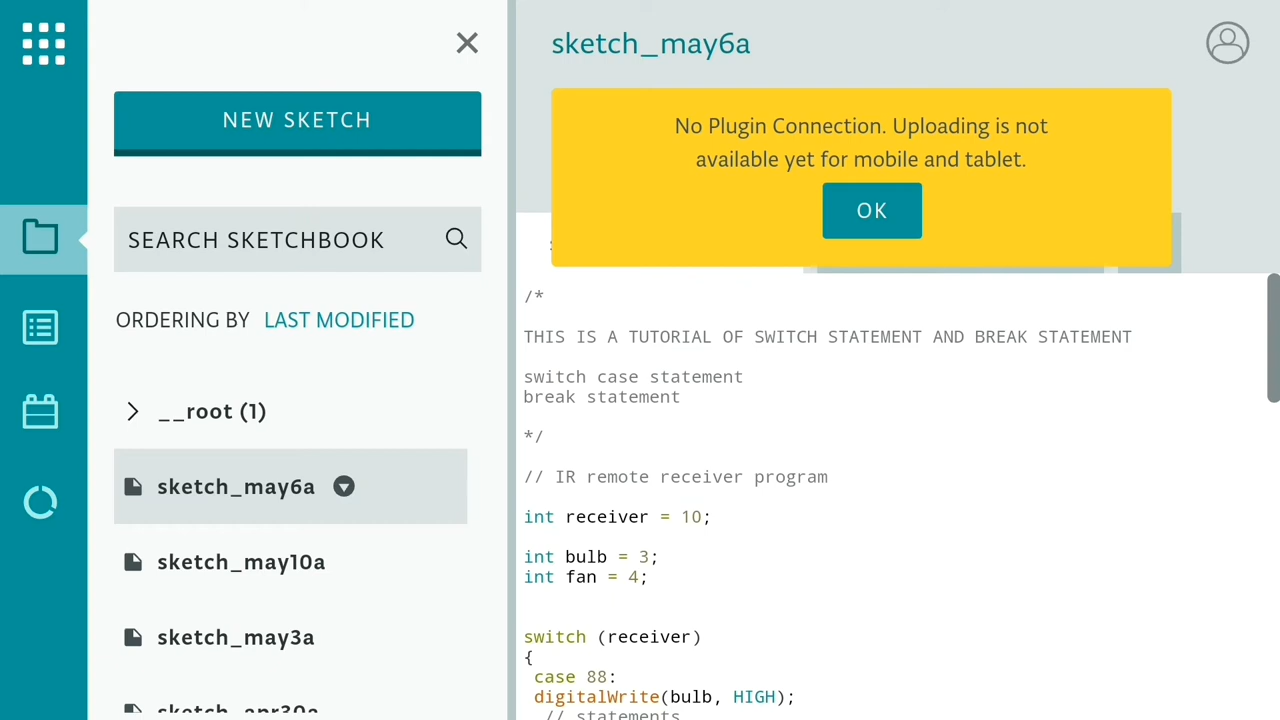 NEW SKETCH
SEARCH SKETCHBOOK
ORDERING BY LAST MODIFIED
__root (1)
sketch_may6a
sketch_may10a
sketch_may3a
sketch_apr30a
sketch_may6a
No Plugin Connection. Uploading is not
available yet for mobile and tablet.
OK
/*
THIS IS A TUTORIAL OF SWITCH STATEMENT AND BREAK STATEMENT
switch case statement
break statement
*/
// IR remote receiver program
int receiver = 10;
int bulb = 3;
int fan = 4;
switch (receiver)
{
case 88:
digitalWrite(bulb, HIGH);
// statements